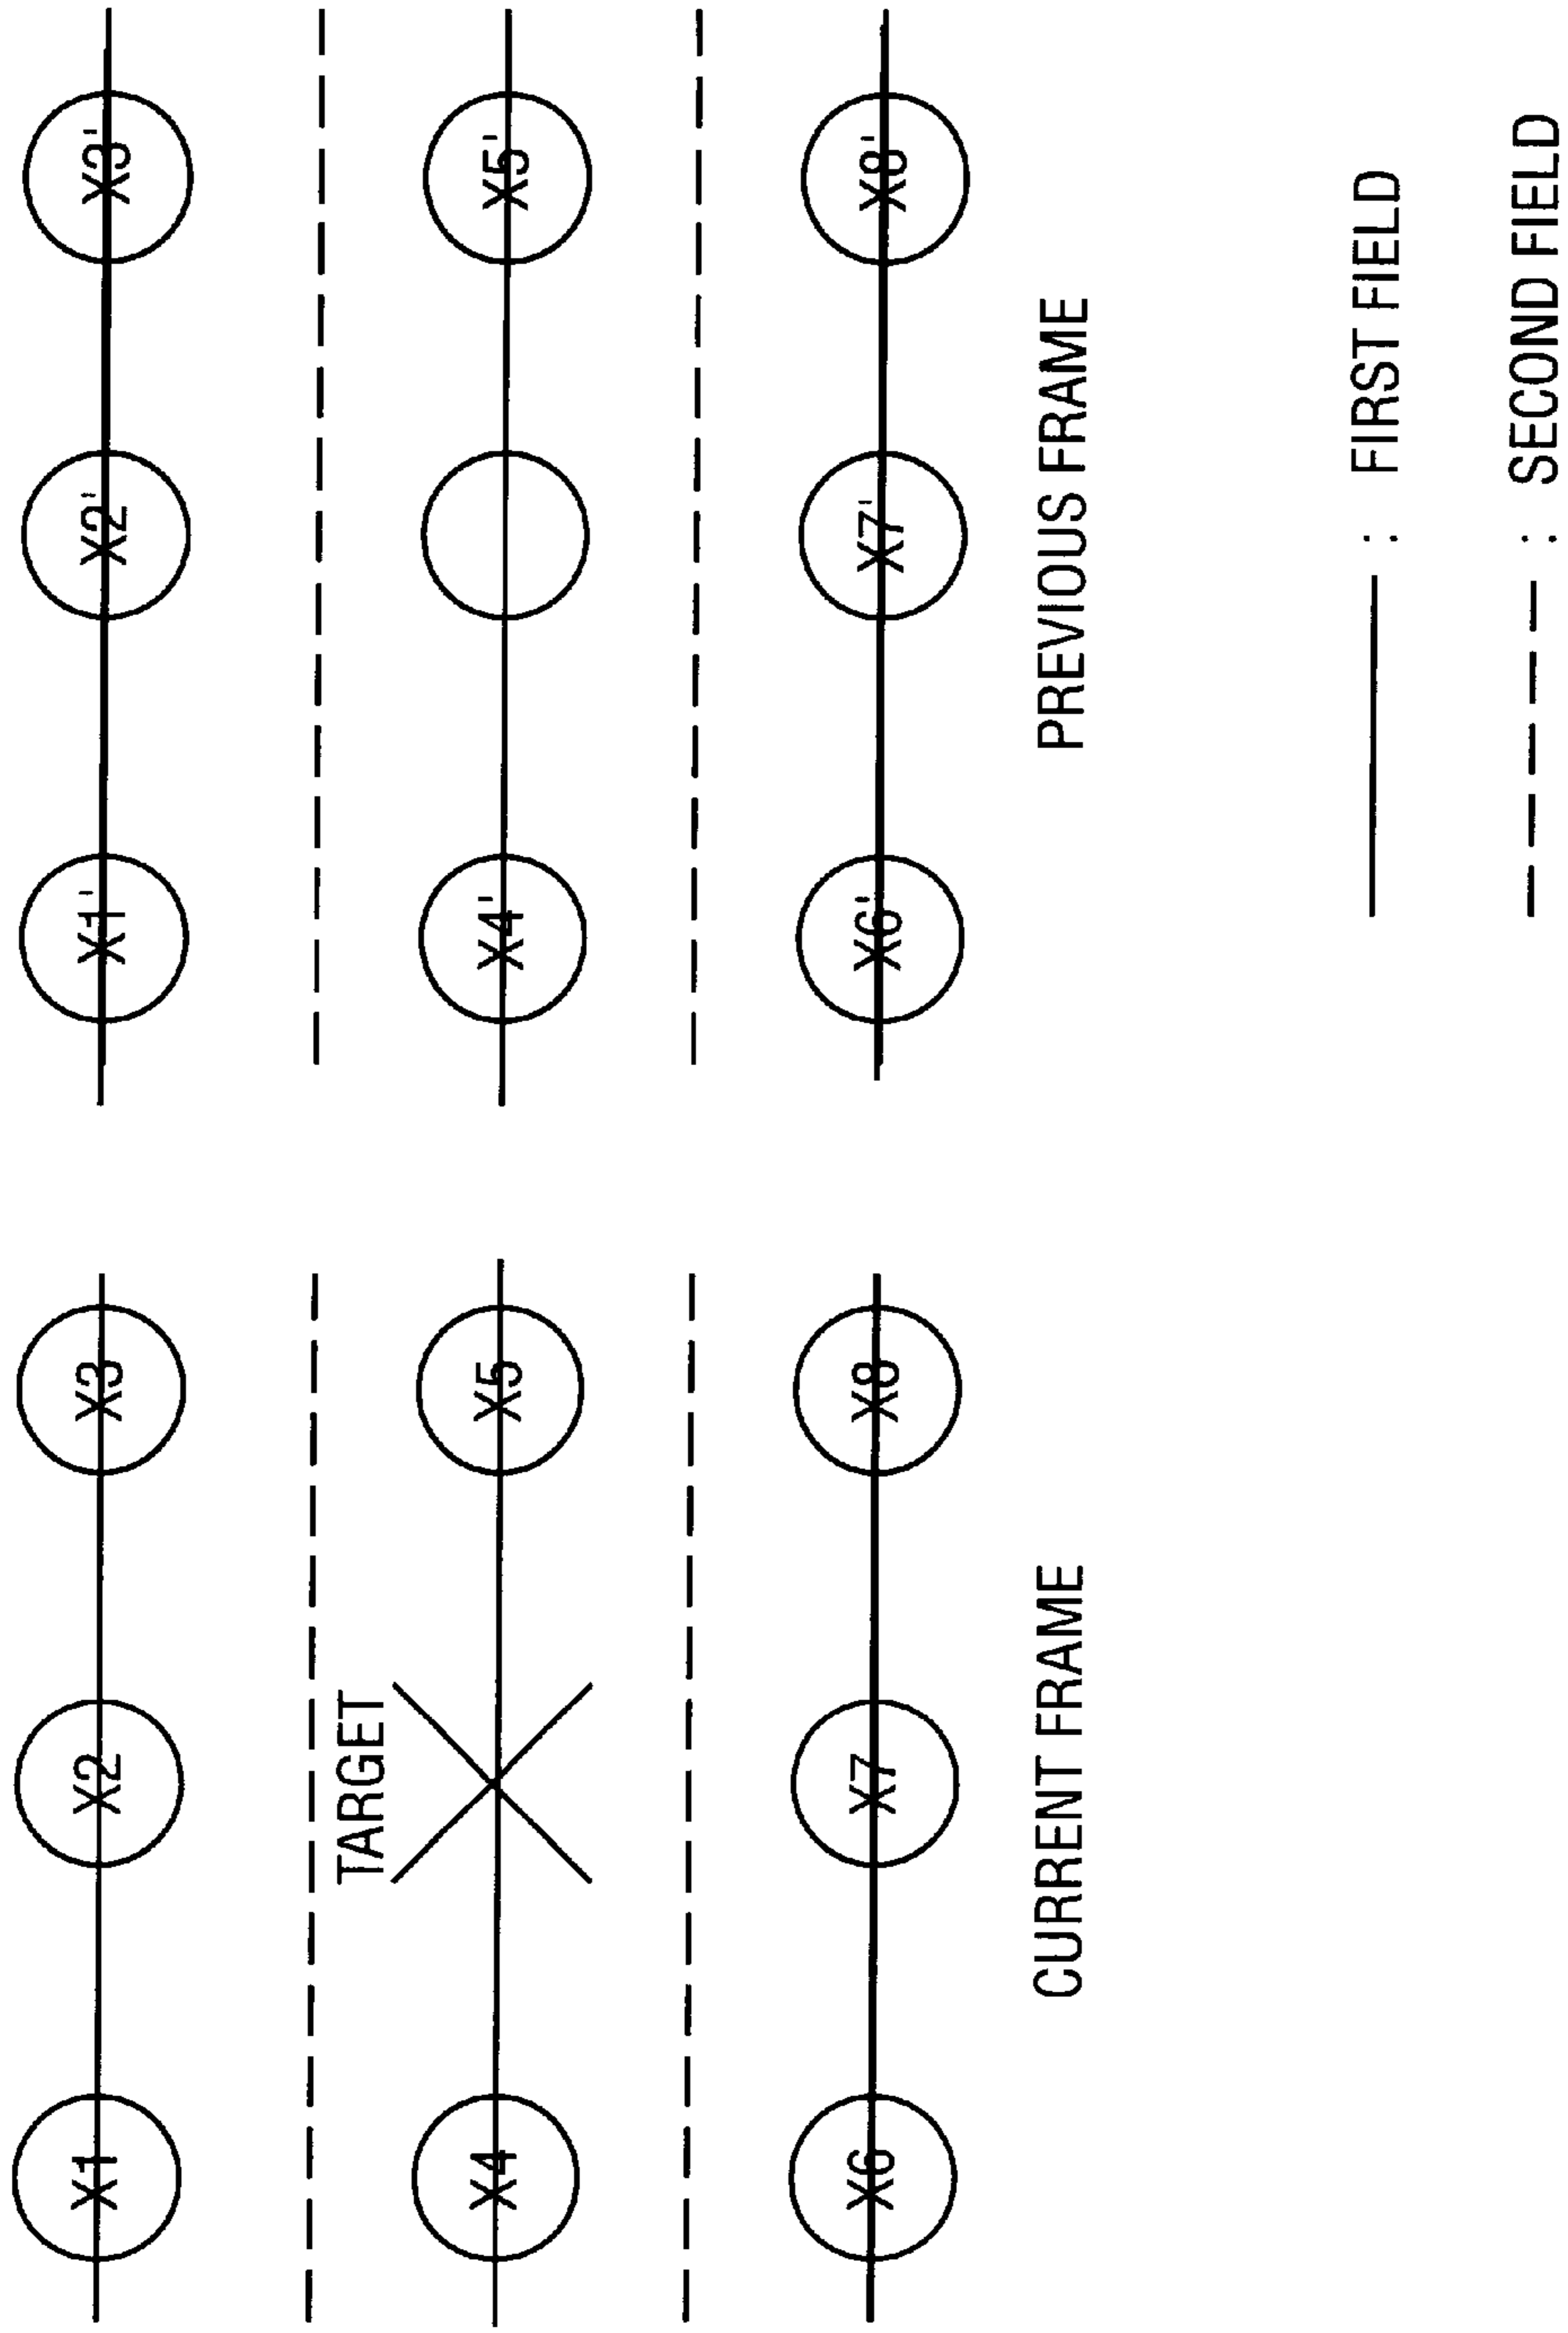 X1 X2 X3 X1' X2' X3'
TARGET
X4 X5 X4' X5'
X6 X7 X8 X6' X7' X8'
CURRENT FRAME
PREVIOUS FRAME
: FIRST FIELD
: SECOND FIELD